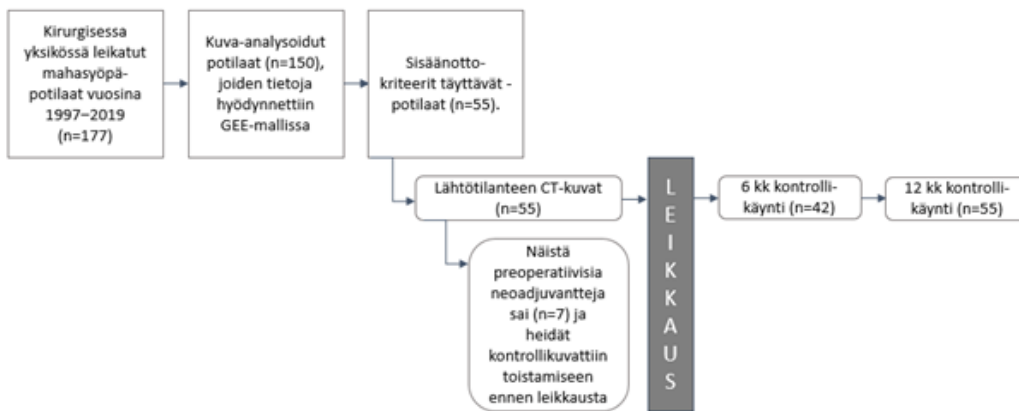 Kirurgisessa
yksikössä leikatut
mahasyöpä-
potilaat vuosina
1997–2019
(n=177)
Kuva-analysoidut
potilaat (n=150),
joiden tietoja
hyödynnettiin
GEE-mallissa
Sisäänotto-
kriteerit täyttävät -
potilaat (n=55).
Lähtötilanteen CT-kuvat
(n=55)
Näistä
preoperatiivisia
neoadjuvantteja
sai (n=7) ja
heidät
kontrollikuvattiin
toistamiseen
ennen leikkausta
L
E
I
K
K
A
U
S
6 kk kontrolli-
käynti (n=42)
12 kk kontrolli-
käynti (n=55)